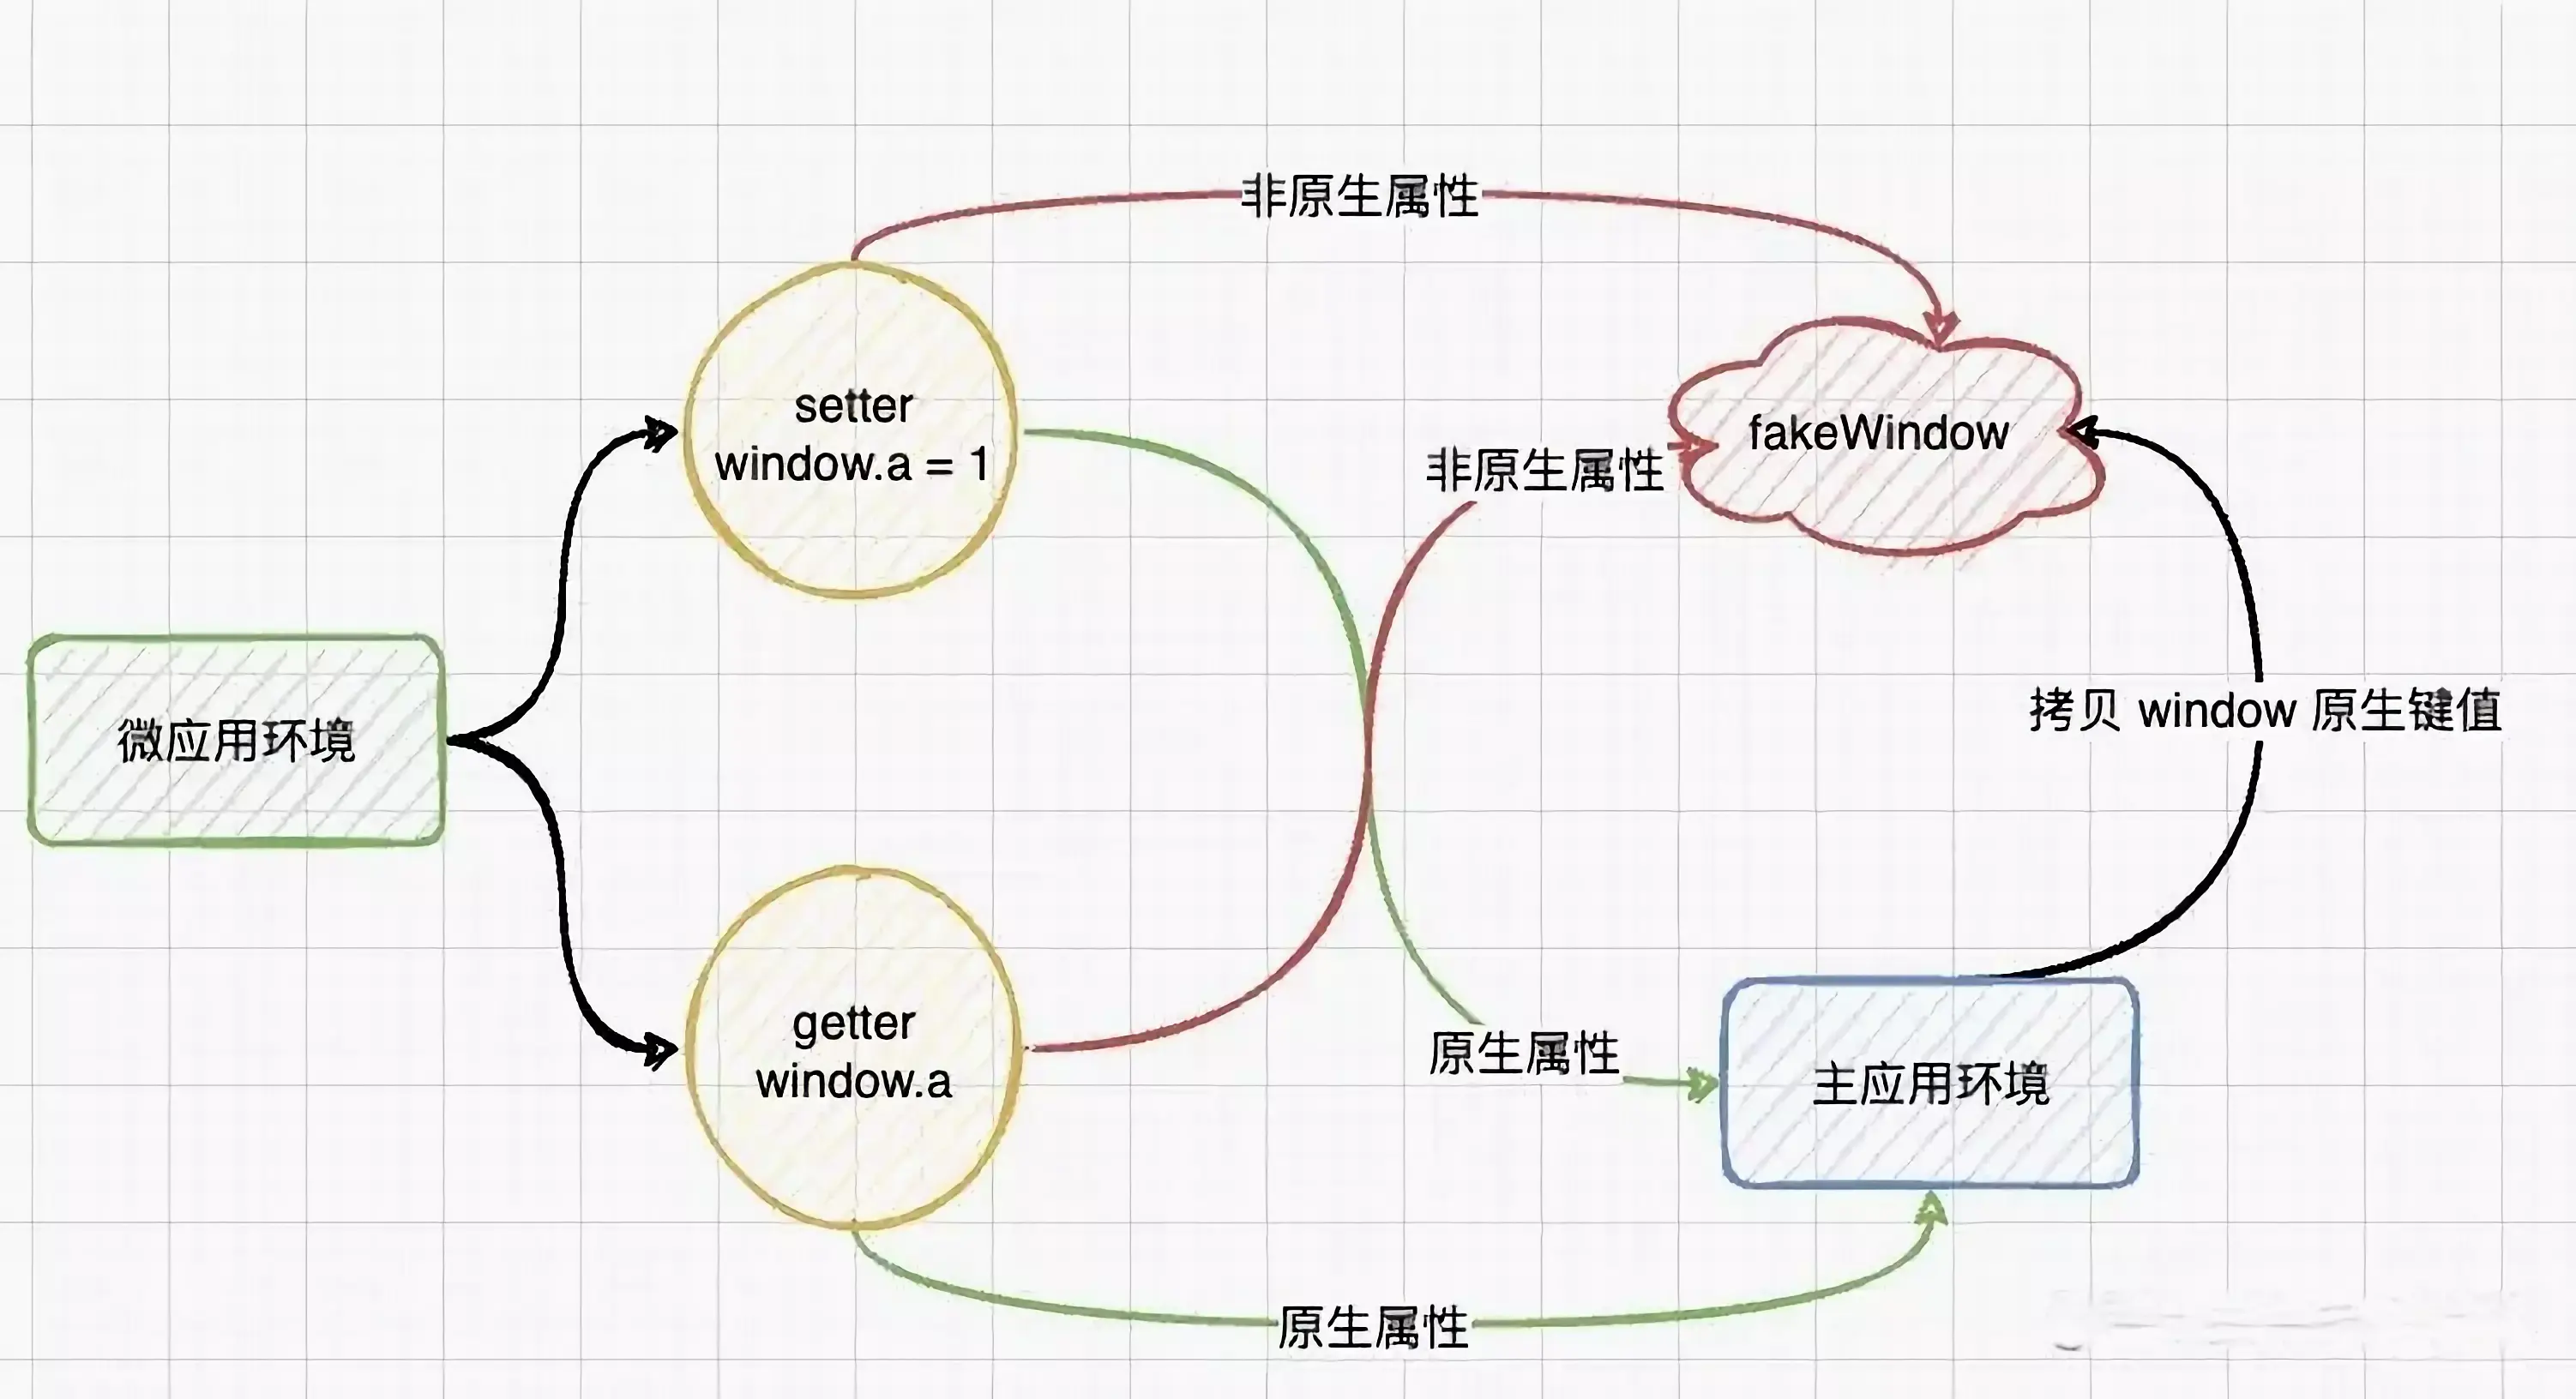 非原生属性
setter
window.a = 1
fakeWindow
非原生属性
拷贝 window 原生键值
微应用环境
getter
window.a
原生属性
主应用环境
原生属性